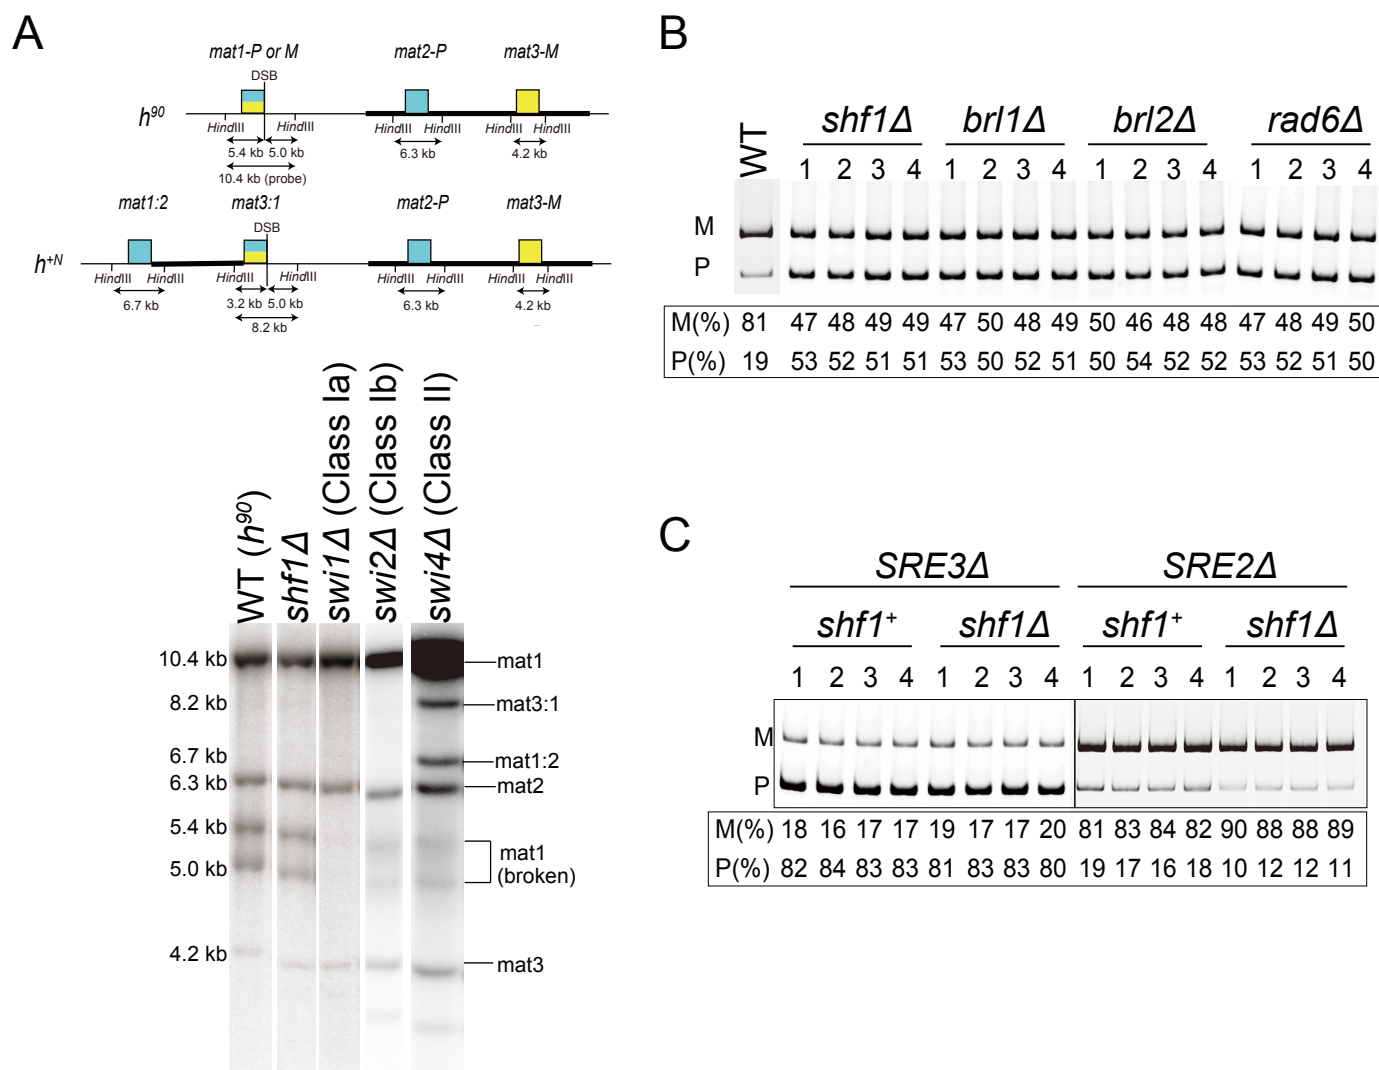 A
mat1-P or M mat2-P mat3-M
DSB
h90
HindIII HindIII HindIII HindIII HindIII HindIII
5.4 kb 5.0 kb 6.3 kb 4.2 kb
10.4 kb (probe)
mat1:2 mat3:1 mat2-P mat3-M
DSB
h+N
HindIII HindIII HindIII HindIII HindIII HindIII HindIII HindIII
6.7 kb 3.2 kb 5.0 kb 6.3 kb 4.2 kb
8.2 kb
WT (h90)
shf1Δ
swi1Δ (Class Ia)
swi2Δ (Class Ib)
swi4Δ (Class II)
10.4 kb mat1
8.2 kb mat3:1
6.7 kb mat1:2
6.3 kb mat2
5.4 kb mat1
5.0 kb (broken)
4.2 kb mat3
B
WT shf1Δ brl1Δ brl2Δ rad6Δ
1 2 3 4 1 2 3 4 1 2 3 4 1 2 3 4
M
P
M(%) 81 47 48 49 49 47 50 48 49 50 46 48 48 47 48 49 50
P(%) 19 53 52 51 51 53 50 52 51 50 54 52 52 53 52 51 50
C
SRE3Δ SRE2Δ
shf1+ shf1Δ shf1+ shf1Δ
1 2 3 4 1 2 3 4 1 2 3 4 1 2 3 4
M
P
M(%) 18 16 17 17 19 17 17 20 81 83 84 82 90 88 88 89
P(%) 82 84 83 83 81 83 83 80 19 17 16 18 10 12 12 11